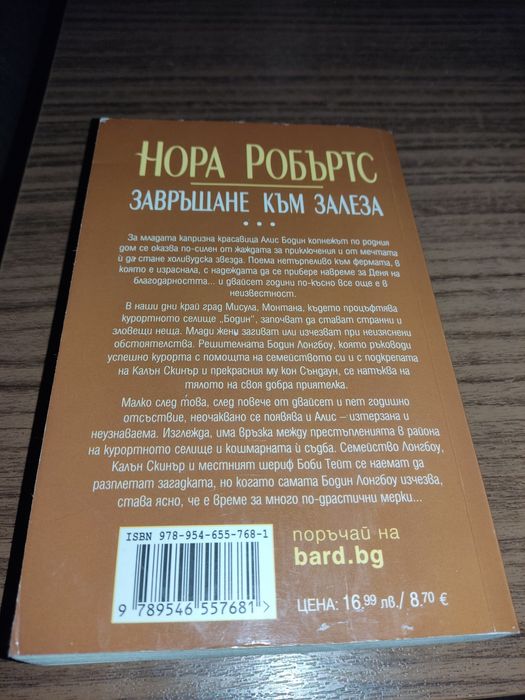 НОРА РОБЪРТС
ЗАВРЪЩАНЕ КЪМ ЗАЛЕЗА
За младата капризна красавица Алис Бодин копнежът по родния
дом се оказва по-силен от жаждата за приключения и от мечтата
ѝ да стане холивудска звезда. Поема нетърпеливо към фермата, в
която е израснала, с надеждата да се прибере навреме за Деня на
благодарността... и двайсет години по-късно все още е в
неизвестност.
В наши дни край град Мисула, Монтана, където процъфтява
курортното селище „Бодин", започват да стават странни и
зловещи неща. Млади жени загиват или изчезват при неизяснени
обстоятелства. Решителната Бодин Лонгбоу, която ръководи
успешно курорта с помощта на семейството си и с подкрепата
на Калън Скинър и прекрасния му кон Съндаун, се натъква на
тялото на своя добра приятелка.
Малко след това, след повече от двайсет и пет годишно
отсъствие, неочаквано се появява и Алис – изтерзана и
неузнаваема. Изглежда, има връзка между престъпленията в района
на курортното селище и кошмарната ѝ съдба. Семейство Лонгбоу,
Калън Скинър и местният шериф Боби Тейт се наемат да
разплетат загадката, но когато самата Бодин Лонгбоу изчезва,
става ясно, че е време за много по-драстични мерки...
ISBN 978-954-655-768-1
9 789546 557681 >
поръчай на
bard.bg
ЦЕНА: 16.99 лв./ 8.70 €